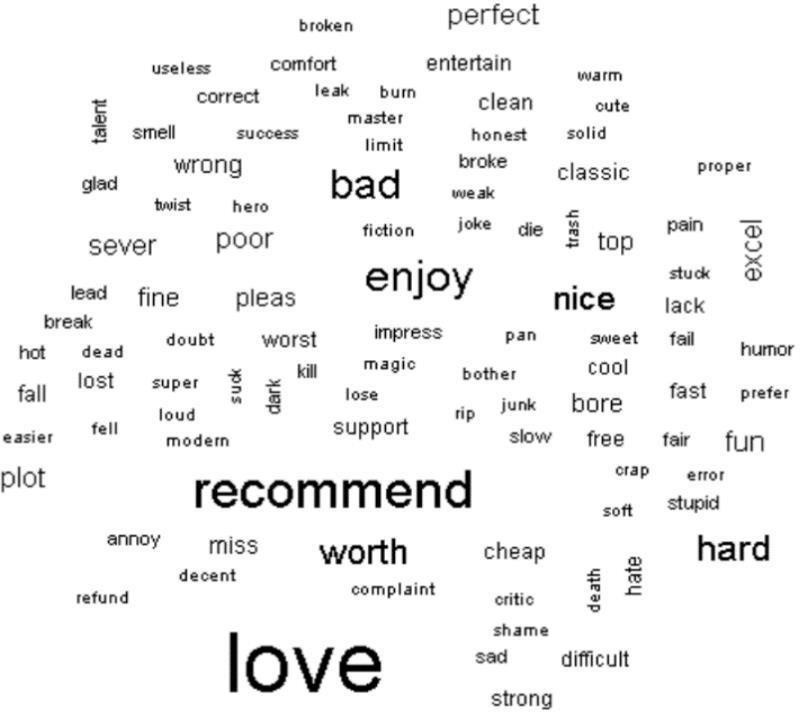 perfect
broken
comfort
entertain
useless
warm
leak
burn
correct
clean
cute
talent
master
smell
success
honest
solid
limit
wrong
broke
classic
proper
glad
bad
weak
twist
hero
joke
die
trash
pain
excel
fiction
sever
poor
top
enjoy
stuck
lead
fine
pleas
nice
lack
break
impress
pan
sweet
fail
doubt
worst
humor
hot
dead
magic
cool
kill
bother
lost
super
suck
dark
fall
lose
fast
prefer
loud
rip
junk
bore
fell
support
easier
modern
slow
free
fair
fun
plot
crap
error
recommend
soft
stupid
annoy
miss
worth
cheap
hard
decent
death
hate
refund
complaint
critic
shame
love
sad
difficult
strong